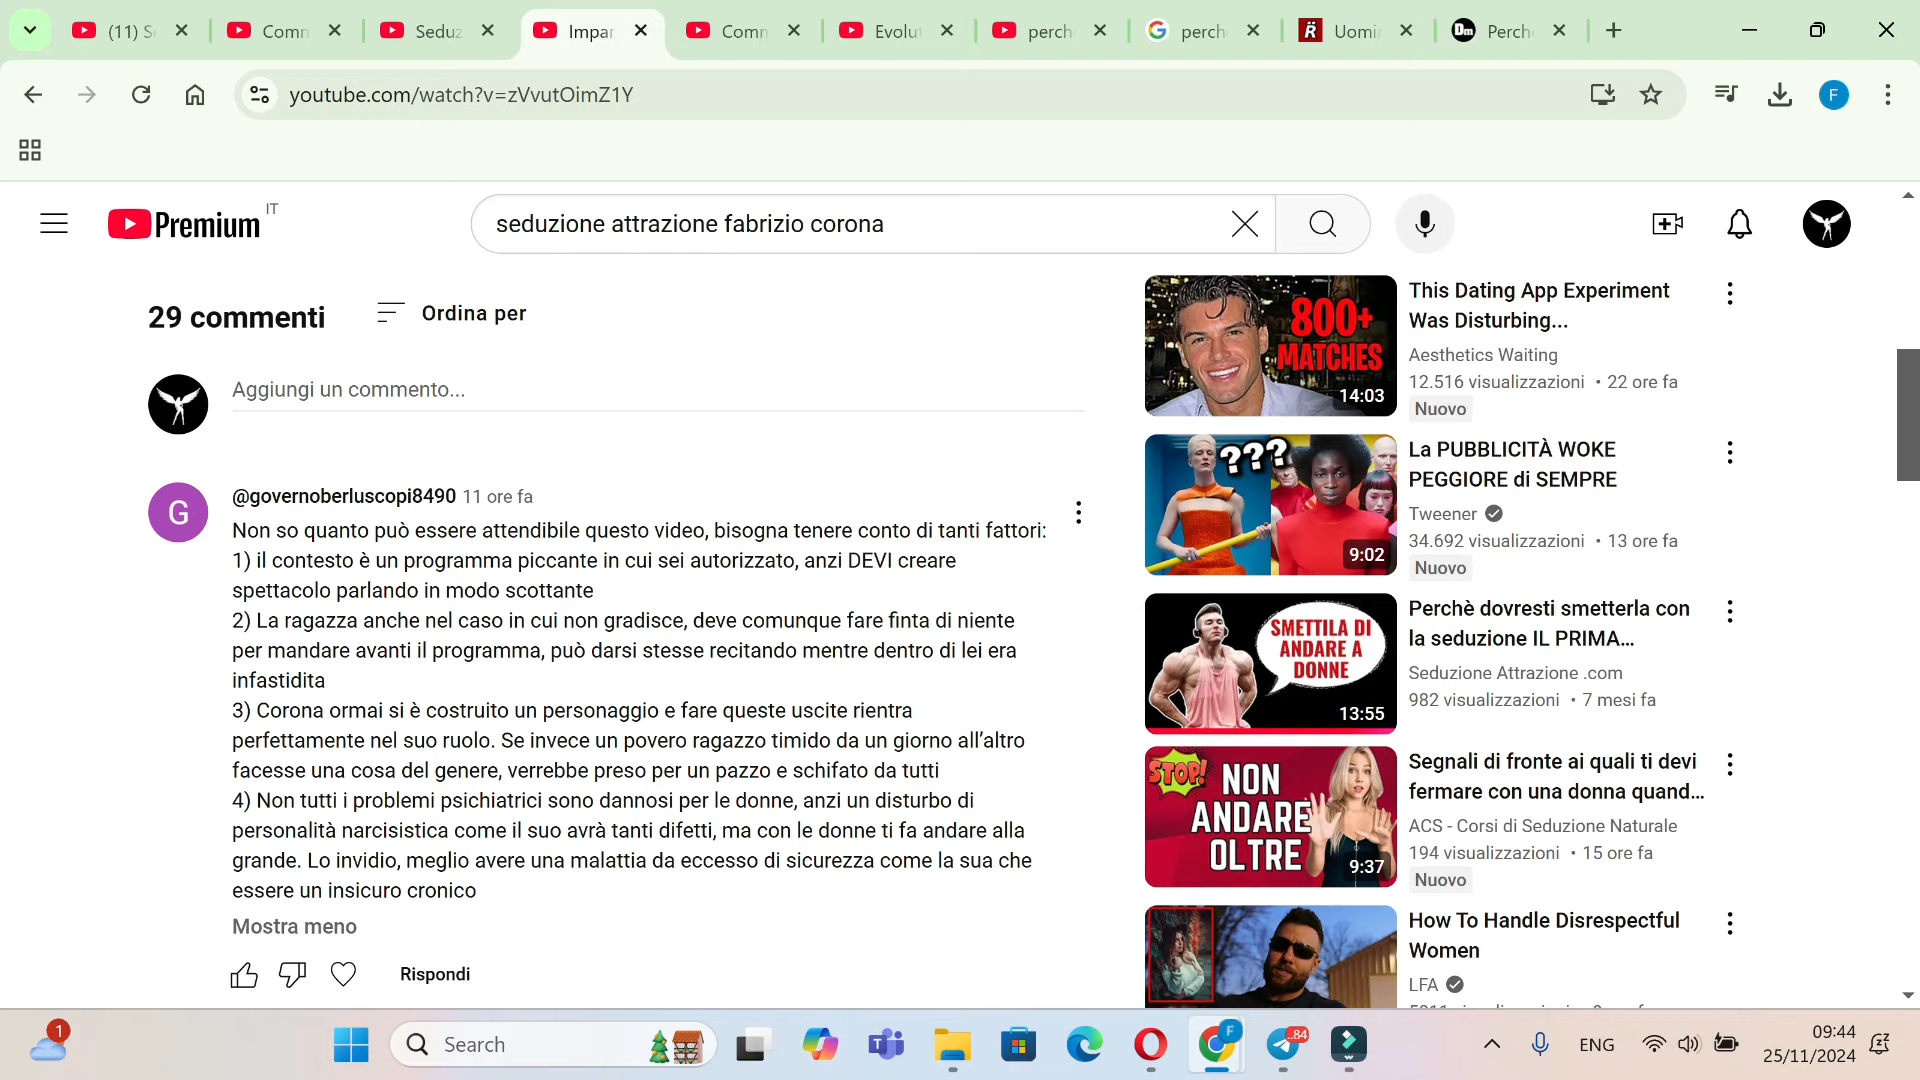 (11) S
Comm
Seduz
Impar
Comm
Evolut
perch
perch
Uomi
Perch
youtube.com/watch?v=zVvutOimZ1Y
F
Premium
IT
seduzione attrazione fabrizio corona
29 commenti
Ordina per
Aggiungi un commento...
G
@governoberluscopi8490 11 ore fa
Non so quanto può essere attendibile questo video, bisogna tenere conto di tanti fattori:
1) il contesto è un programma piccante in cui sei autorizzato, anzi DEVI creare
spettacolo parlando in modo scottante
2) La ragazza anche nel caso in cui non gradisce, deve comunque fare finta di niente
per mandare avanti il programma, può darsi stesse recitando mentre dentro di lei era
infastidita
3) Corona ormai si è costruito un personaggio e fare queste uscite rientra
perfettamente nel suo ruolo. Se invece un povero ragazzo timido da un giorno all’altro
facesse una cosa del genere, verrebbe preso per un pazzo e schifato da tutti
4) Non tutti i problemi psichiatrici sono dannosi per le donne, anzi un disturbo di
personalità narcisistica come il suo avrà tanti difetti, ma con le donne ti fa andare alla
grande. Lo invidio, meglio avere una malattia da eccesso di sicurezza come la sua che
essere un insicuro cronico
Mostra meno
Rispondi
800+
MATCHES
14:03
This Dating App Experiment
Was Disturbing...
Aesthetics Waiting
12.516 visualizzazioni • 22 ore fa
Nuovo
???
9:02
La PUBBLICITÀ WOKE
PEGGIORE di SEMPRE
Tweener
34.692 visualizzazioni • 13 ore fa
Nuovo
SMETTILA DI
ANDARE A
DONNE
13:55
Perchè dovresti smetterla con
la seduzione IL PRIMA...
Seduzione Attrazione .com
982 visualizzazioni • 7 mesi fa
STOP!
NON
ANDARE
OLTRE
9:37
Segnali di fronte ai quali ti devi
fermare con una donna quand...
ACS - Corsi di Seduzione Naturale
194 visualizzazioni • 15 ore fa
Nuovo
How To Handle Disrespectful
Women
LFA
1
Search
F
..84
ENG
09:44
25/11/2024